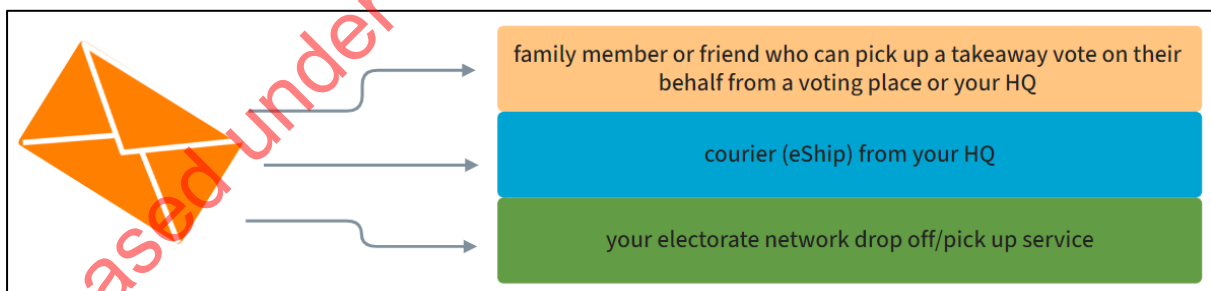 ased under
family member or friend who can pick up a takeaway vote on their
behalf from a voting place or your HQ
courier (eShip) from your HQ
your electorate network drop off/pick up service